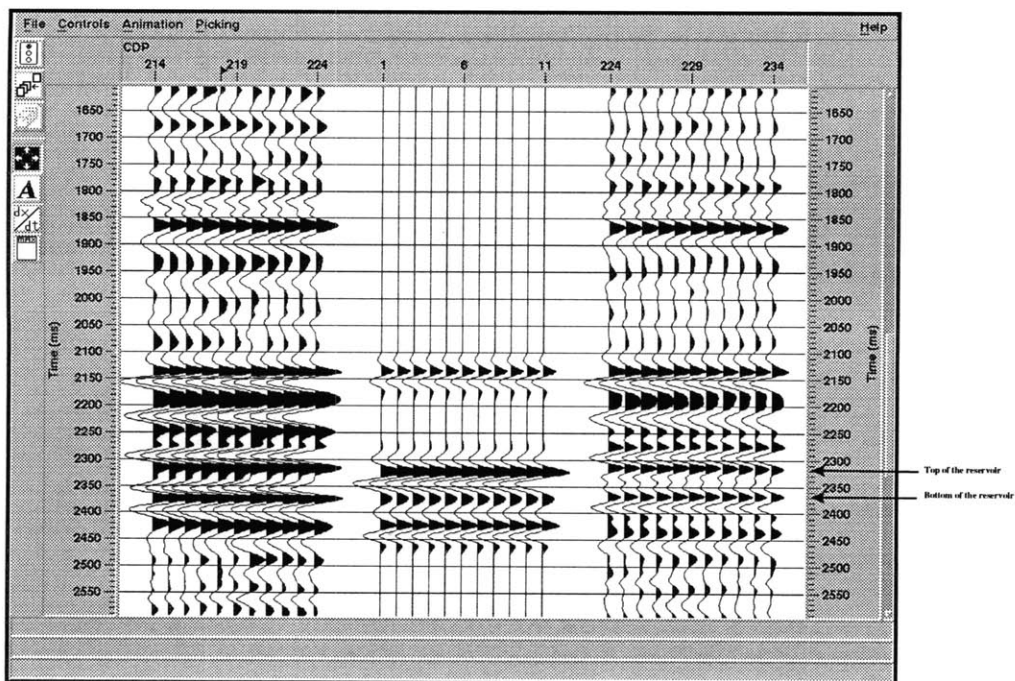 File Controls Animation Picking Help
CDP
214 219 224 1 6 11 224 229 234
1650 1650
1700 1700
1750 1750
1800 1800
1850 1850
1900 1900
1950 1950
2000 2000
2050 2050
2100 2100
2150 2150
2200 2200
2250 2250
2300 2300
2350 2350
2400 2400
2450 2450
2500 2500
2550 2550
Time (ms) Time (ms)
A
dx/dt
Top of the reservoir
Bottom of the reservoir